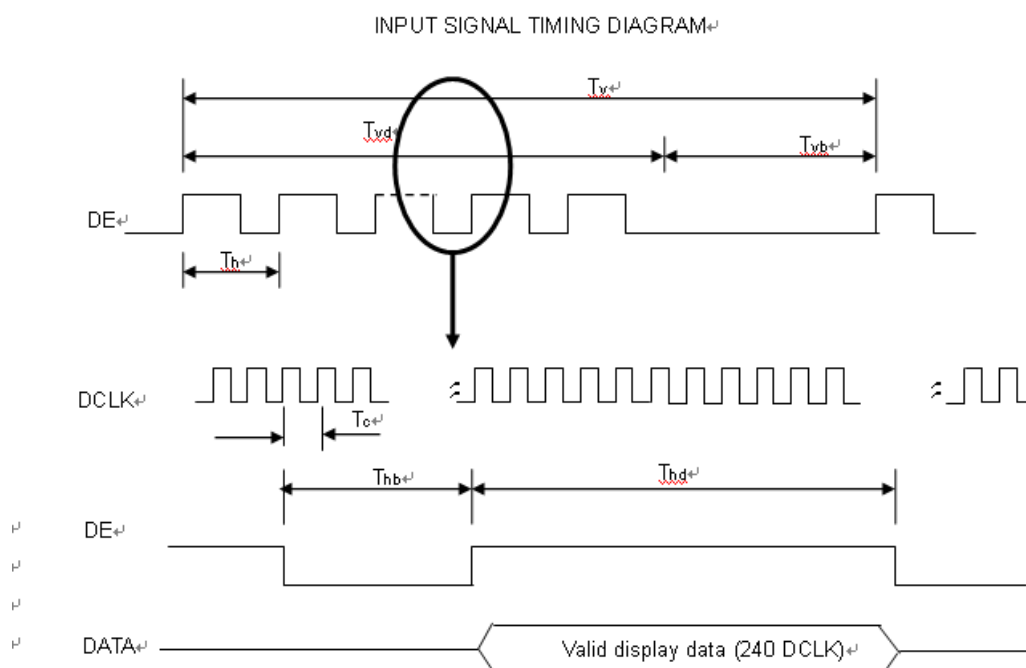 INPUT SIGNAL TIMING DIAGRAM↵
Tv↵
Tvd↵
Tvb↵
DE↵
Th↵
DCLK↵
Tc↵
Thb↵
Thd↵
DE↵
DATA↵
Valid display data (240 DCLK)↵